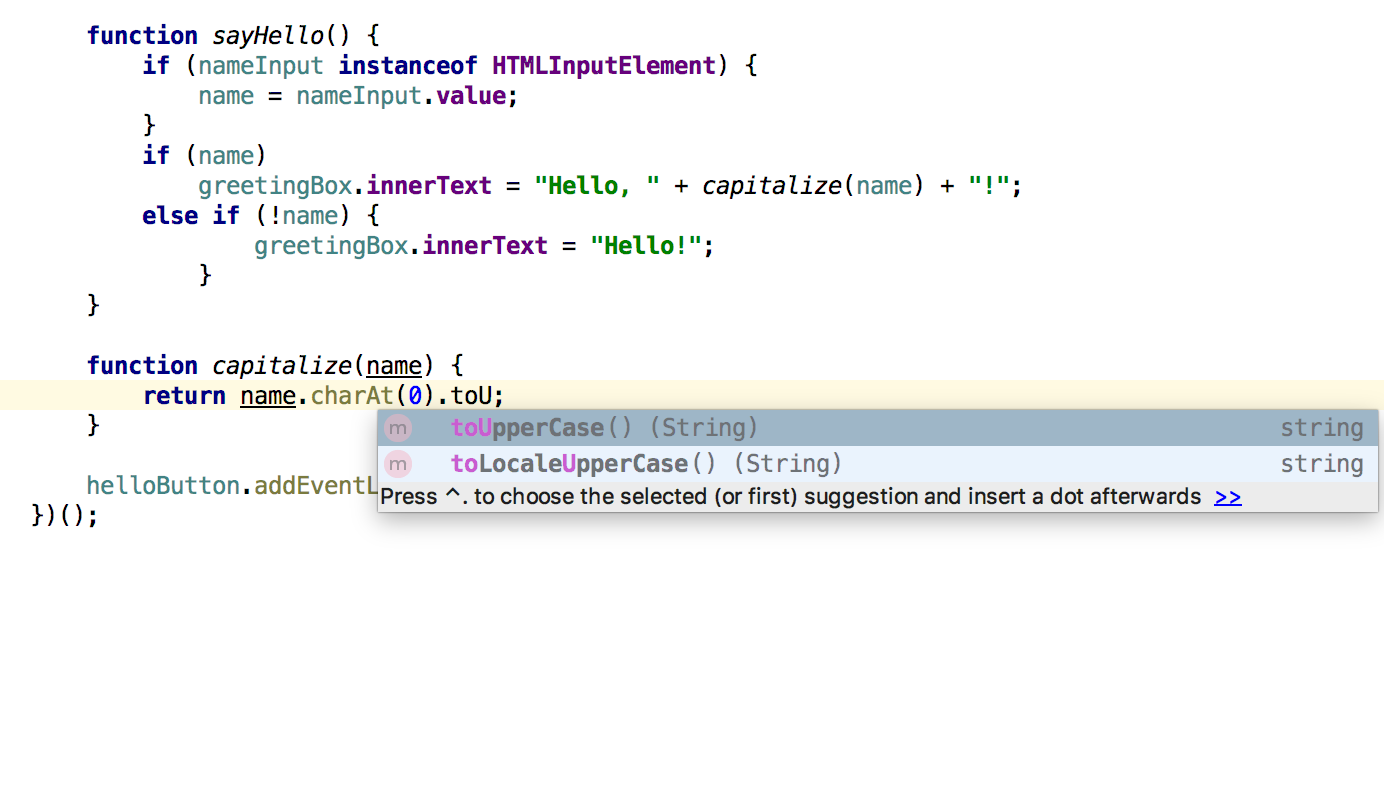 function sayHello() {
if (nameInput instanceof HTMLInputElement) {
name = nameInput.value;
}
if (name)
greetingBox.innerText = "Hello, " + capitalize(name) + "!";
else if (!name) {
greetingBox.innerText = "Hello!";
}
}
function capitalize(name) {
return name.charAt(0).toU;
}
m toUpperCase() (String) string
m toLocaleUpperCase() (String) string
Press ^. to choose the selected (or first) suggestion and insert a dot afterwards >>
helloButton.addEventL
})();